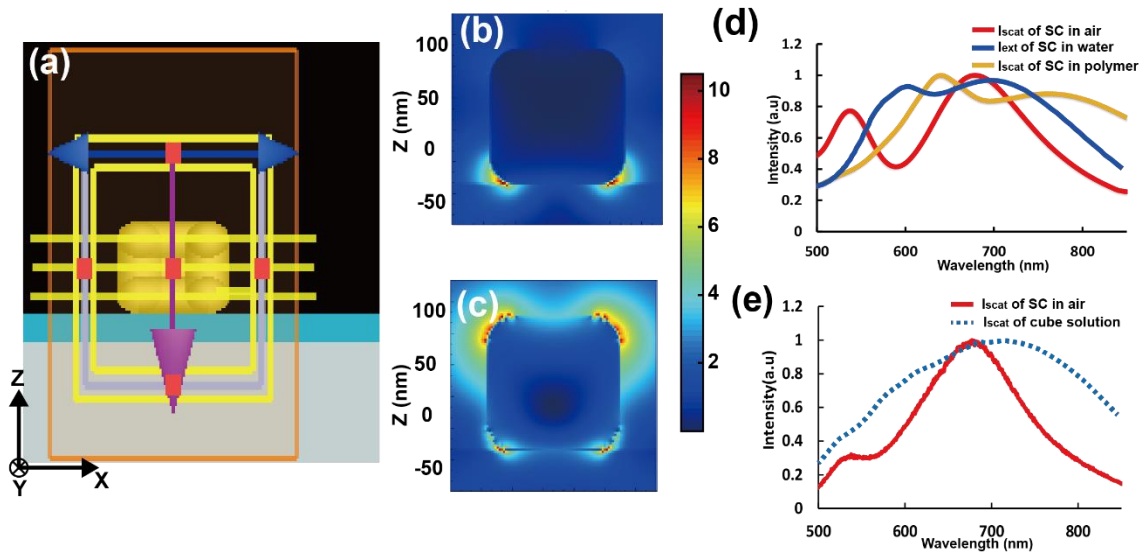 (a)
Z
Y
X
(b)
100
50
0
-50
Z (nm)
(c)
100
50
0
-50
Z (nm)
10
8
6
4
2
(d)
Iscat of SC in air
Iext of SC in water
Iscat of SC in polymer
1.2
1
0.8
0.6
0.4
0.2
0
Intensity (a.u)
500 600 700 800
Wavelength (nm)
(e)
Iscat of SC in air
Iscat of cube solution
1.2
1
0.8
0.6
0.4
0.2
0
Intensity(a.u)
500 600 700 800
Wavelength (nm)